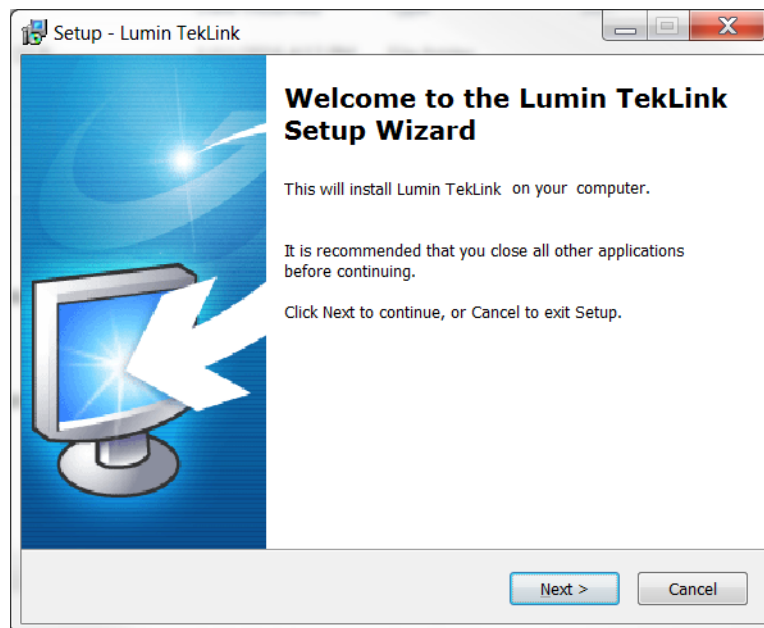 Setup - Lumin TekLink
Welcome to the Lumin TekLink
Setup Wizard
This will install Lumin TekLink on your computer.
It is recommended that you close all other applications
before continuing.
Click Next to continue, or Cancel to exit Setup.
Next >
Cancel